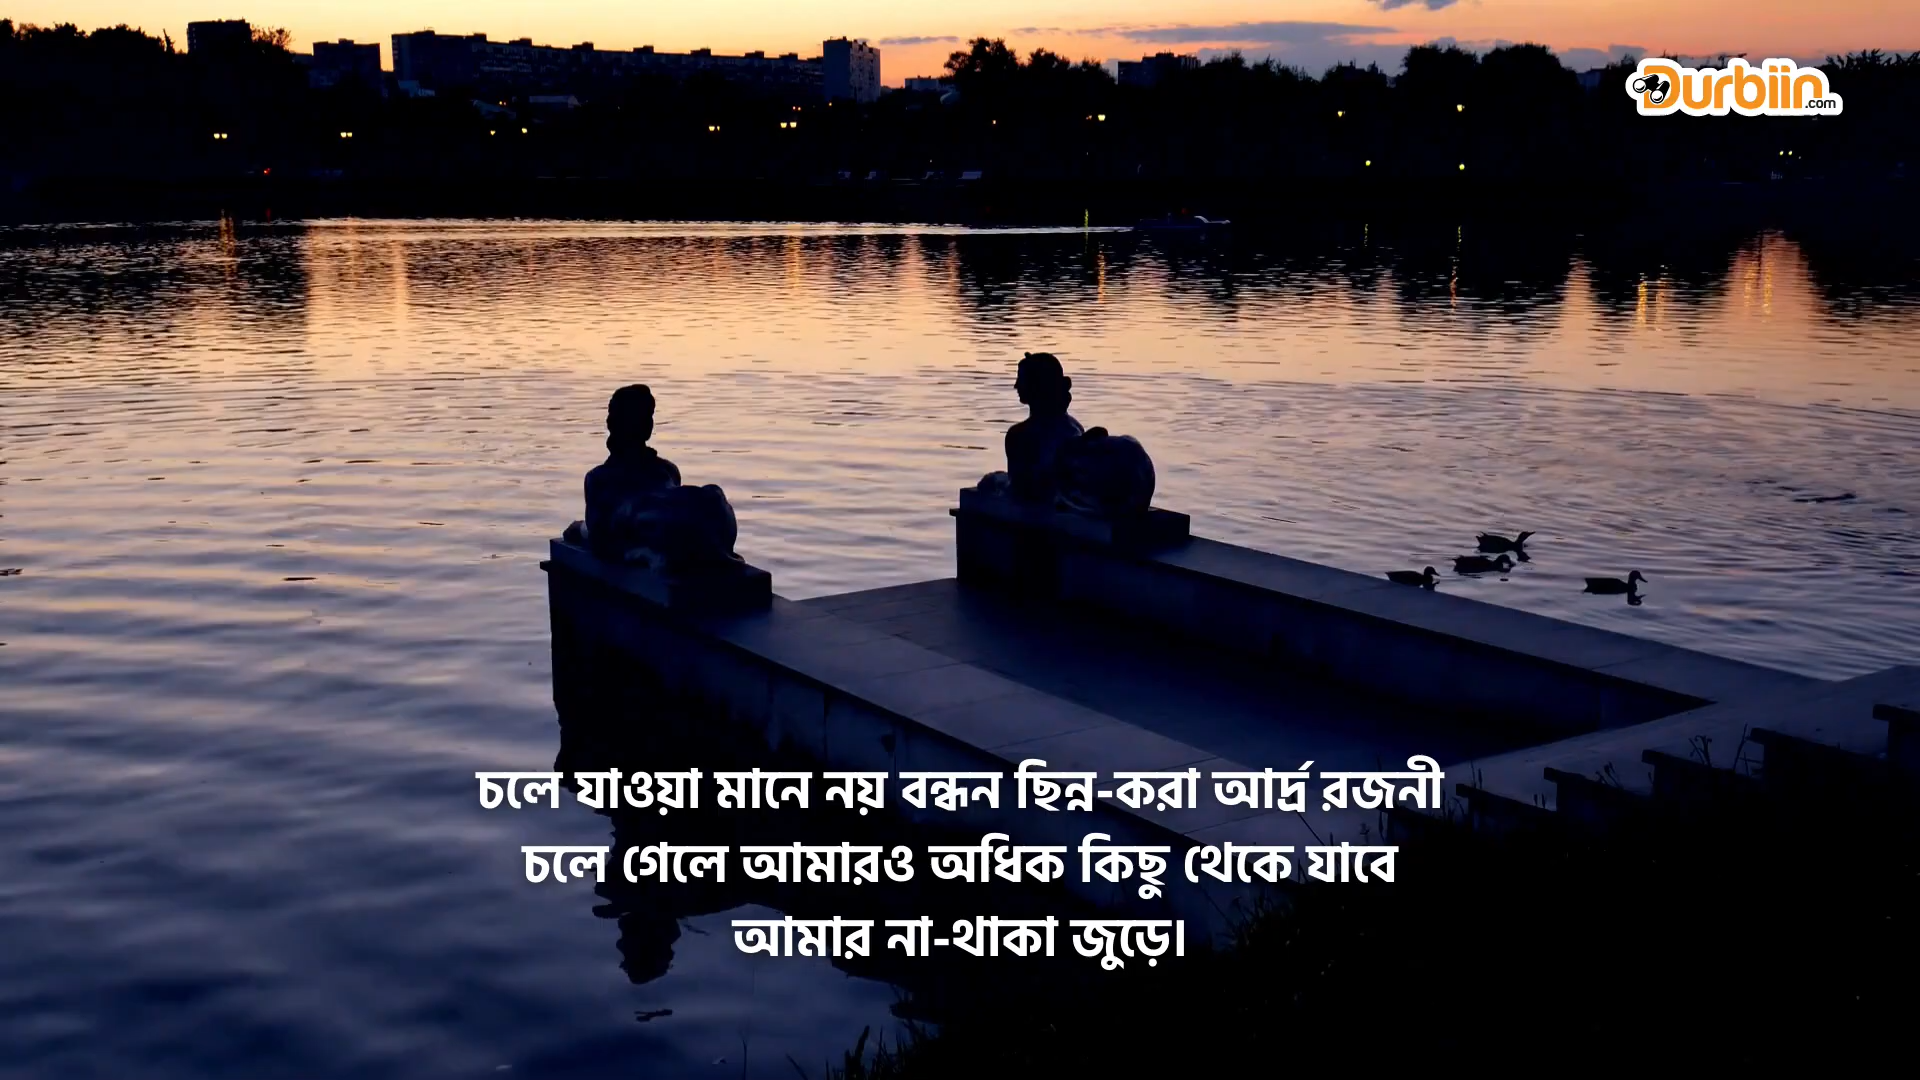 Durbiin.com
চলে যাওয়া মানে নয় বন্ধন ছিন্ন-করা আর্দ্র রজনী
চলে গেলে আমারও অধিক কিছু থেকে যাবে
আমার না-থাকা জুড়ে।